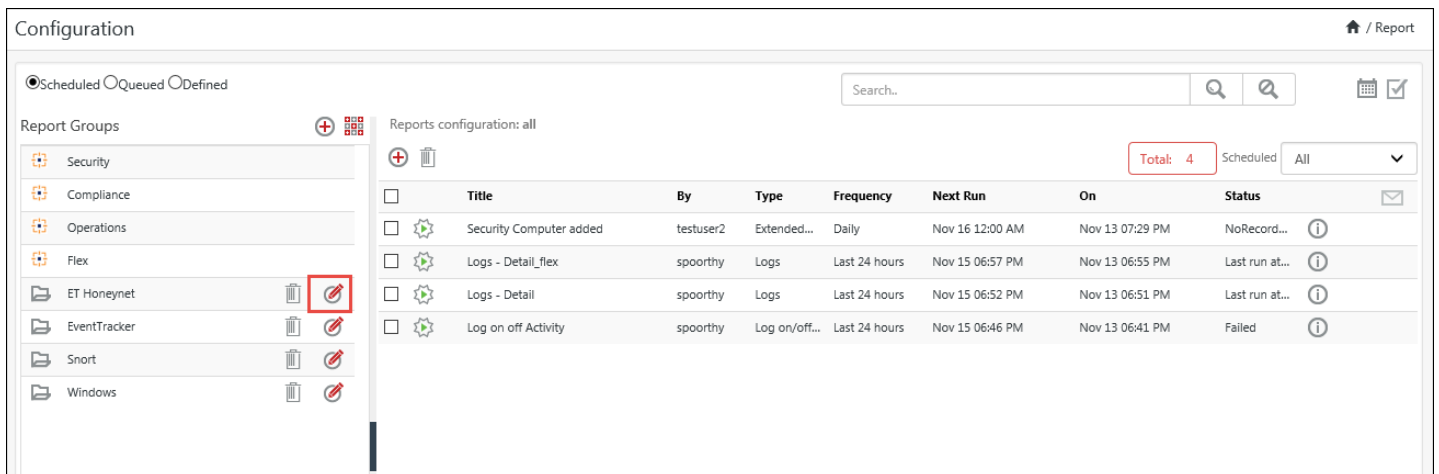 Configuration
/ Report
Scheduled Queued Defined
Search..
Report Groups
Reports configuration: all
Total: 4 Scheduled All
Security
Compliance
Operations
Flex
ET Honeynet
EventTracker
Snort
Windows
Title By Type Frequency Next Run On Status
Security Computer added testuser2 Extended... Daily Nov 16 12:00 AM Nov 13 07:29 PM NoRecord...
Logs - Detail_flex spoorthy Logs Last 24 hours Nov 15 06:57 PM Nov 13 06:55 PM Last run at...
Logs - Detail spoorthy Logs Last 24 hours Nov 15 06:52 PM Nov 13 06:51 PM Last run at...
Log on off Activity spoorthy Log on/off... Last 24 hours Nov 15 06:46 PM Nov 13 06:41 PM Failed